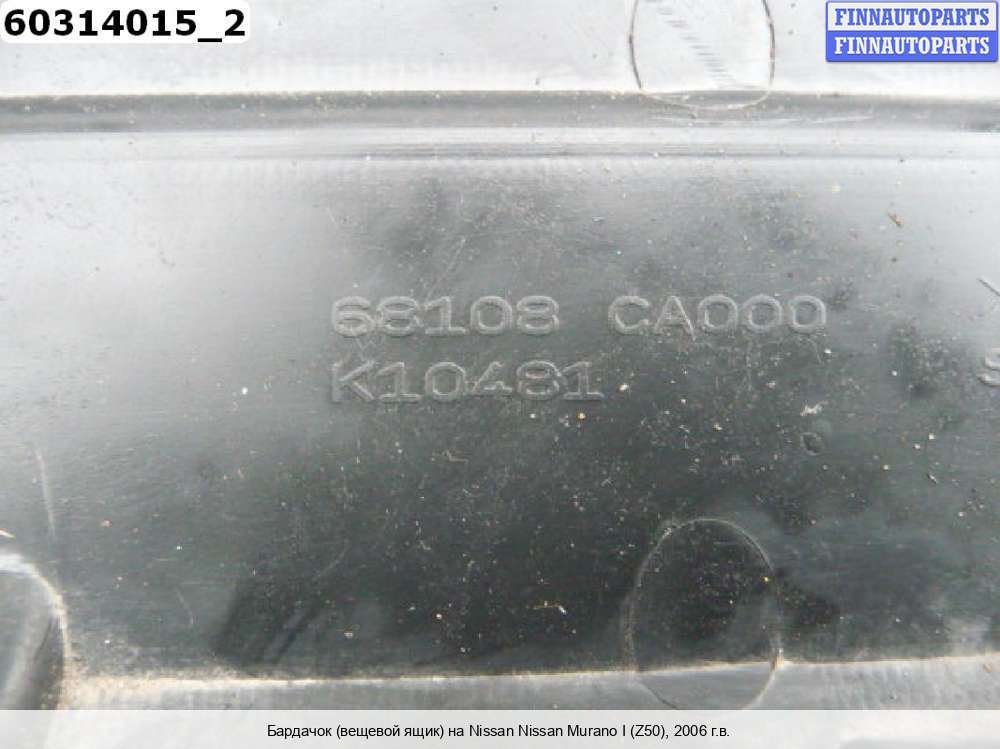 60314015_2
FINNAUTOPARTS
FINNAUTOPARTS
68108 CA000
K10481
S
Бардачок (вещевой ящик) на Nissan Nissan Murano I (Z50), 2006 г.в.